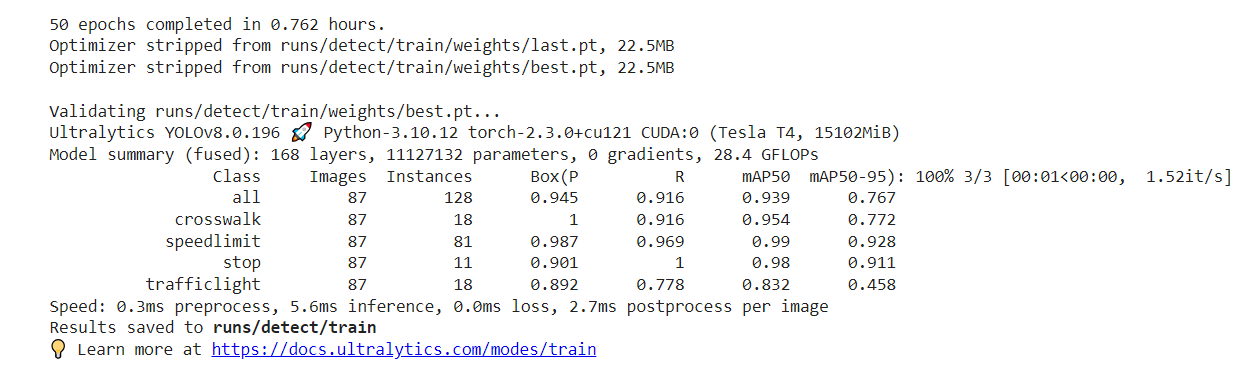 50 epochs completed in 0.762 hours.
Optimizer stripped from runs/detect/train/weights/last.pt, 22.5MB
Optimizer stripped from runs/detect/train/weights/best.pt, 22.5MB
Validating runs/detect/train/weights/best.pt...
Ultralytics YOLOv8.0.196 🚀 Python-3.10.12 torch-2.3.0+cu121 CUDA:0 (Tesla T4, 15102MiB)
Model summary (fused): 168 layers, 11127132 parameters, 0 gradients, 28.4 GFLOPs
Class Images Instances Box(P R mAP50 mAP50-95): 100% 3/3 [00:01<00:00, 1.52it/s]
all 87 128 0.945 0.916 0.939 0.767
crosswalk 87 18 1 0.916 0.954 0.772
speedlimit 87 81 0.987 0.969 0.99 0.928
stop 87 11 0.901 1 0.98 0.911
trafficlight 87 18 0.892 0.778 0.832 0.458
Speed: 0.3ms preprocess, 5.6ms inference, 0.0ms loss, 2.7ms postprocess per image
Results saved to runs/detect/train
💡 Learn more at https://docs.ultralytics.com/modes/train